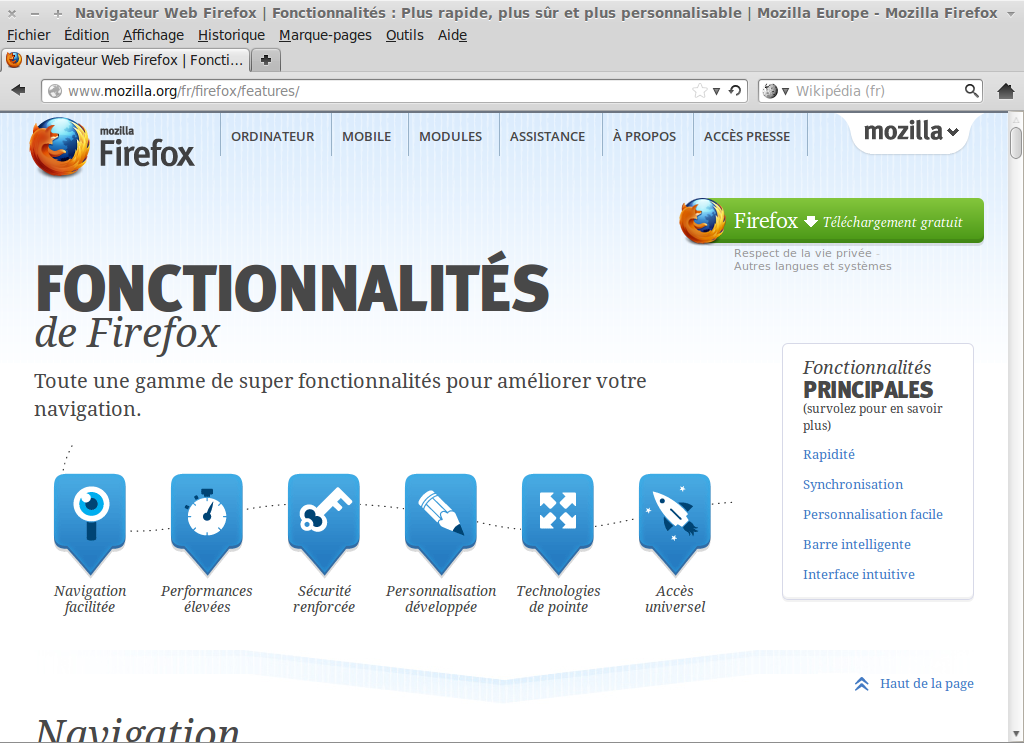 Navigateur Web Firefox | Fonctionnalités : Plus rapide, plus sûr et plus personnalisable | Mozilla Europe - Mozilla Firefox
Fichier Édition Affichage Historique Marque-pages Outils Aide
Navigateur Web Firefox | Foncti...
www.mozilla.org/fr/firefox/features/
Wikipédia (fr)
mozilla
Firefox
ORDINATEUR MOBILE MODULES ASSISTANCE À PROPOS ACCÈS PRESSE
mozilla
Firefox Téléchargement gratuit
Respect de la vie privée -
Autres langues et systèmes
FONCTIONNALITÉS
de Firefox
Toute une gamme de super fonctionnalités pour améliorer votre
navigation.
Navigation
facilitée
Performances
élevées
Sécurité
renforcée
Personnalisation
développée
Technologies
de pointe
Accès
universel
Fonctionnalités
PRINCIPALES
(survolez pour en savoir
plus)
Rapidité
Synchronisation
Personnalisation facile
Barre intelligente
Interface intuitive
Haut de la page
Navigation